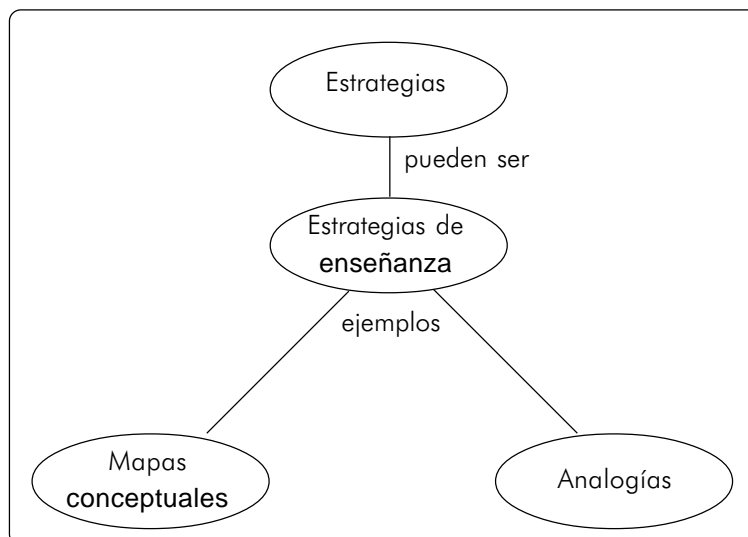 Estrategias
pueden ser
Estrategias de
enseñanza
ejemplos
Mapas
conceptuales
Analogías